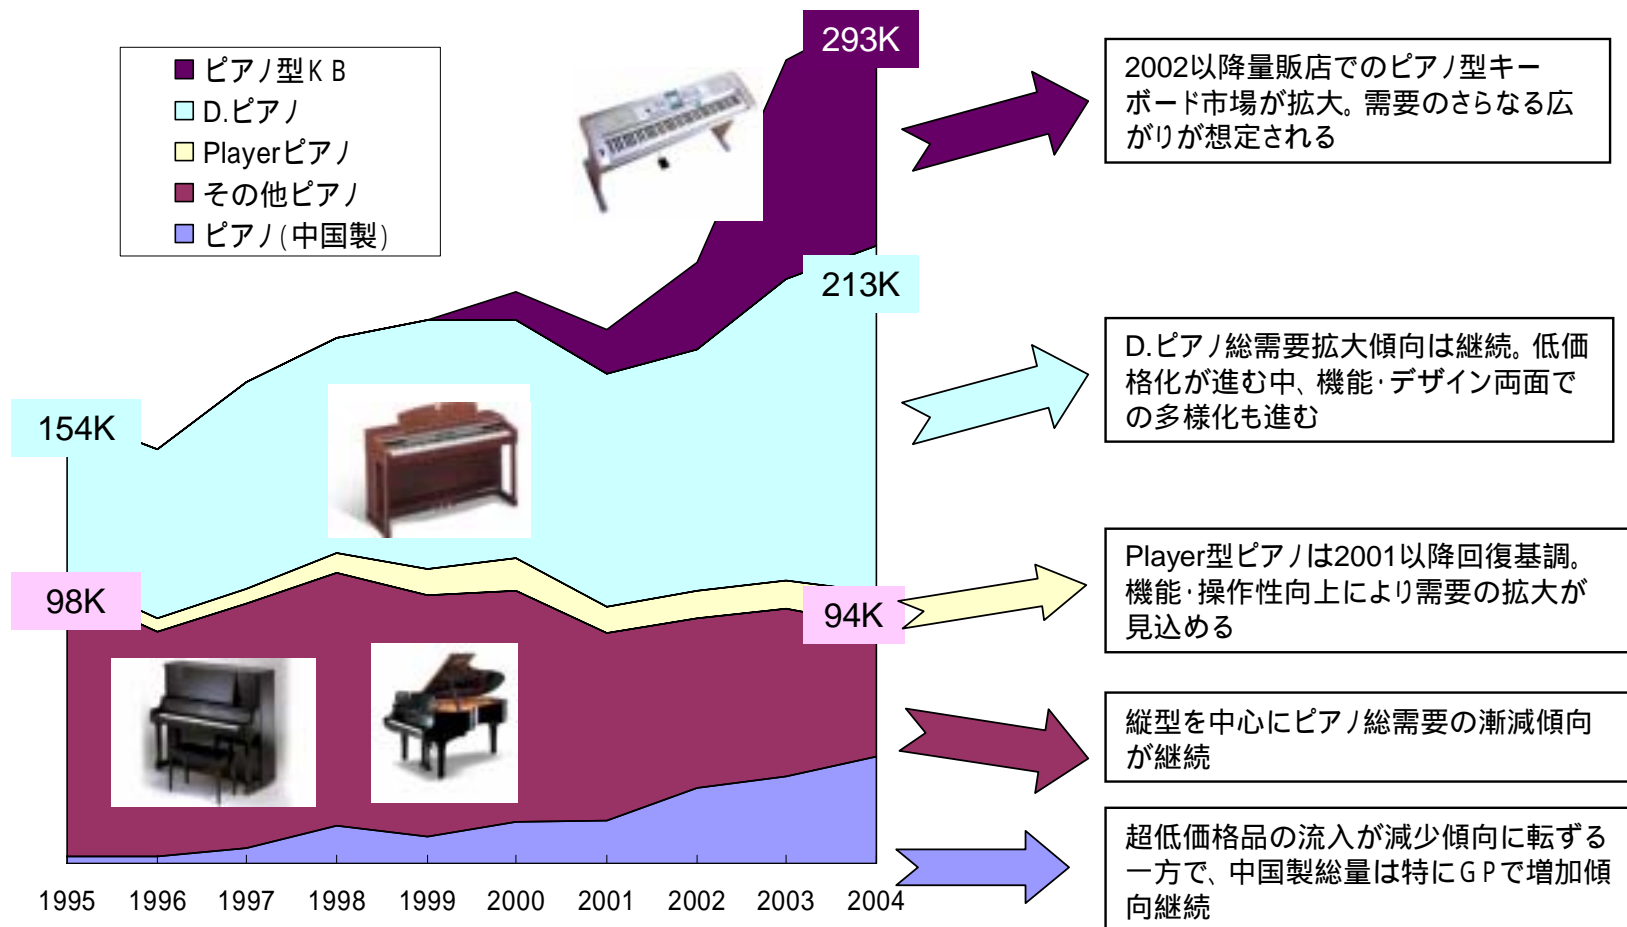 293K
ピアノ型KB
D.ピアノ
Playerピアノ
その他ピアノ
ピアノ(中国製)
2002以降量販店でのピアノ型キー
ボード市場が拡大。需要のさらなる広
がりが想定される
213K
D.ピアノ総需要拡大傾向は継続。低価
格化が進む中、機能・デザイン両面で
の多様化も進む
154K
Player型ピアノは2001以降回復基調。
機能・操作性向上により需要の拡大が
見込める
98K
94K
縦型を中心にピアノ総需要の漸減傾向
が継続
超低価格品の流入が減少傾向に転ずる
一方で、中国製総量は特にGPで増加傾
向継続
1995 1996 1997 1998 1999 2000 2001 2002 2003 2004